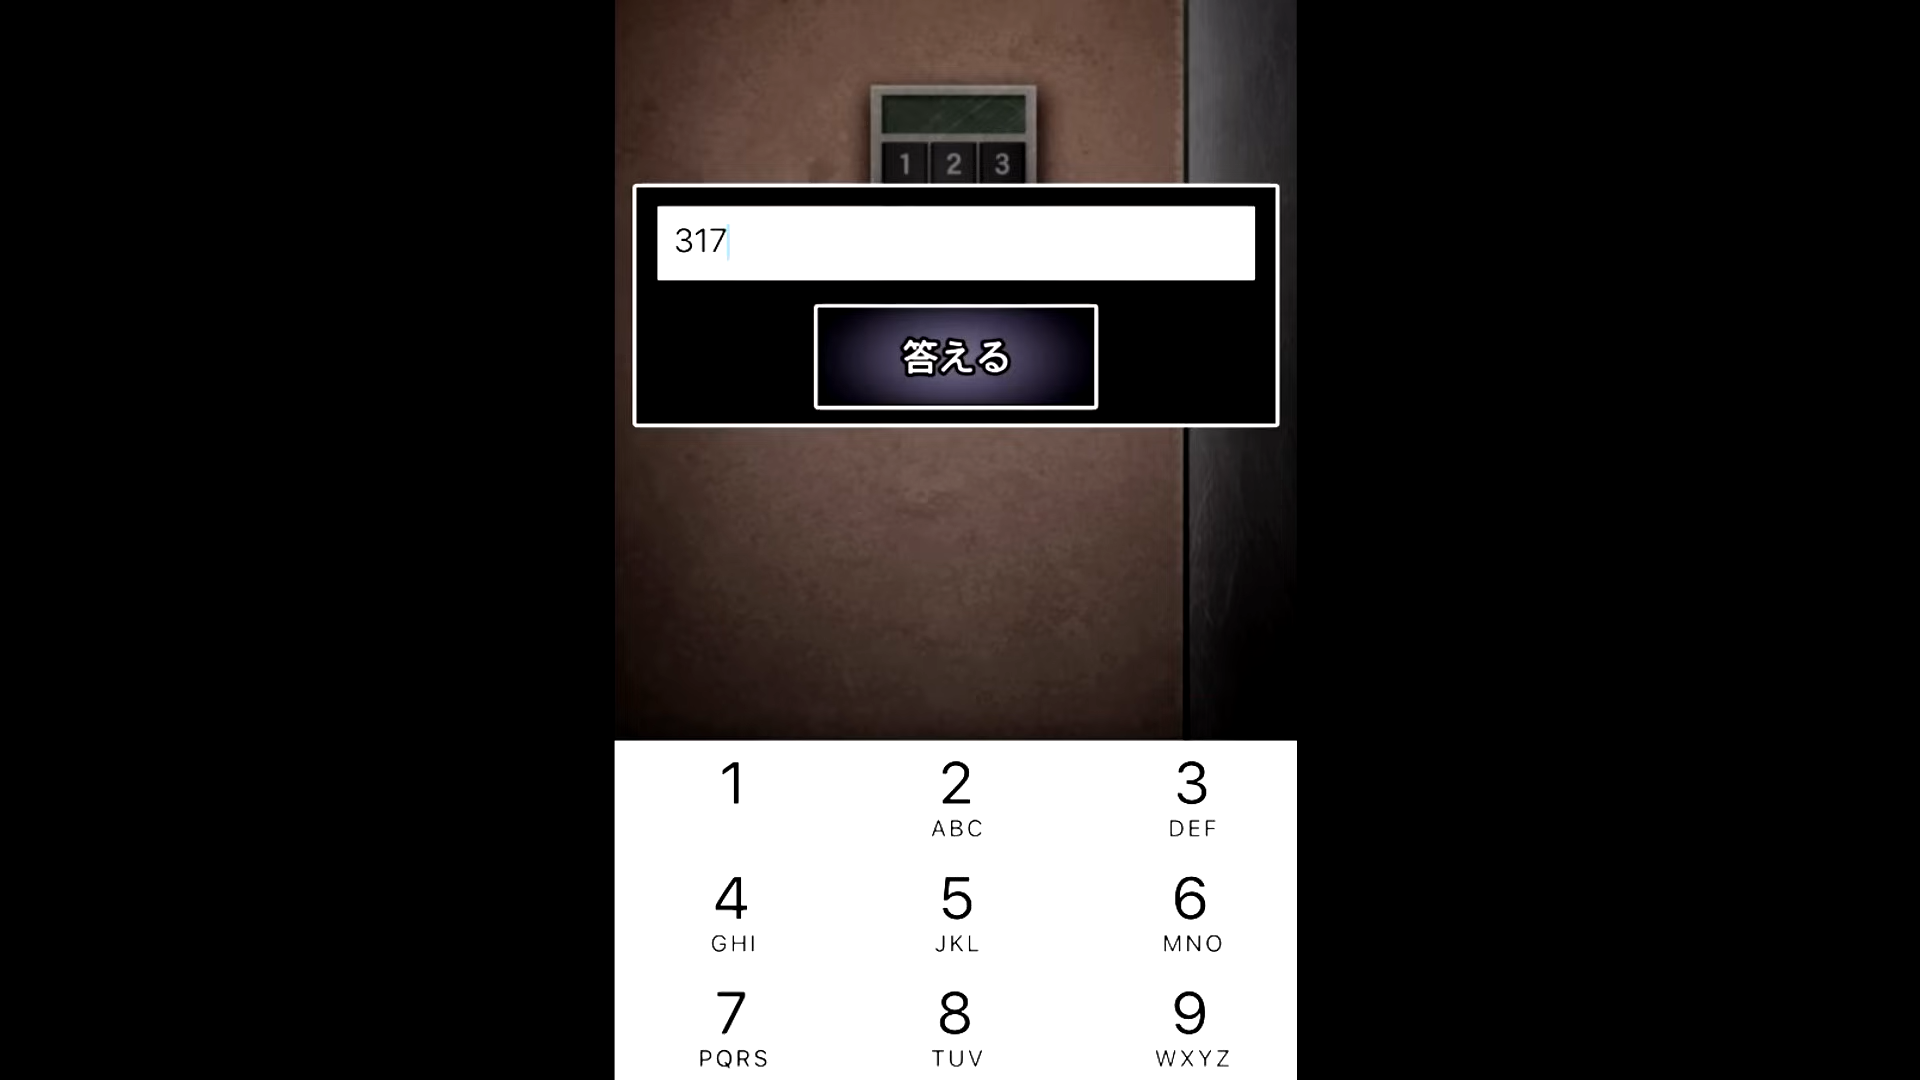 1 2 3
317
答える
1 2 3
ABC DEF
4 5 6
GHI JKL MNO
7 8 9
PQRS TUV WXYZ